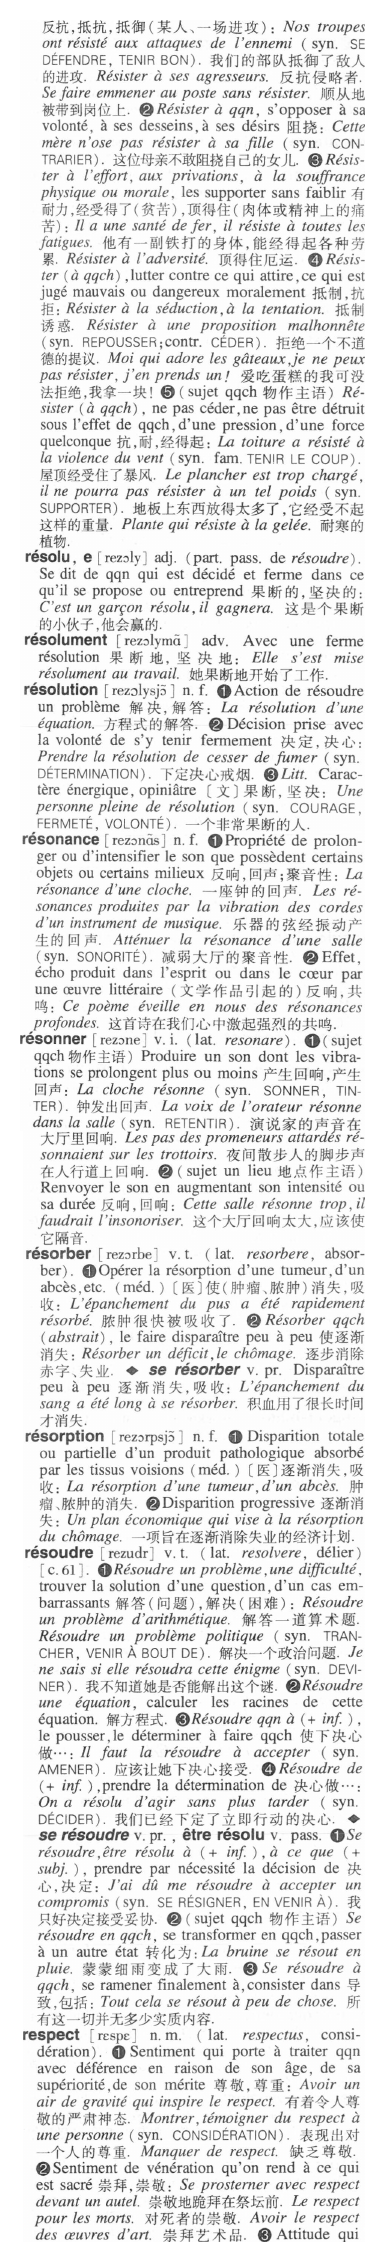 反抗,抵抗,抵御(某人、一场进攻): Nos troupes
ont résisté aux attaques de l'ennemi ( syn. SE
DÉFENDRE, TENIR BON). 我们的部队抵御了敌人
的进攻. Résister à ses agresseurs. 反抗侵略者.
Se faire emmener au poste sans résister. 顺从地
被带到岗位上. ❷Résister à qqn, s'opposer à sa
volonté, à ses desseins,à ses désirs 阻挠: Cette
mère n'ose pas résister à sa fille ( syn. CON-
TRARIER). 这位母亲不敢阻挠自己的女儿. ❸Résis-
ter à l'effort, aux privations, à la souffrance
physique ou morale, les supporter sans faiblir 有
耐力,经受得了(贫苦),顶得住(肉体或精神上的痛
苦): Il a une santé de fer, il résiste à toutes les
fatigues. 他有一副铁打的身体,能经得起各种劳
累. Résister à l'adversité. 顶得住厄运. ❹Résis-
ter (à qqch),lutter contre ce qui attire,ce qui est
jugé mauvais ou dangereux moralement 抵制,抗
拒: Résister à la séduction,à la tentation. 抵制
诱惑. Résister à une proposition malhonnête
(syn. REPOUSSER;contr. CÉDER). 拒绝一个不道
德的提议. Moi qui adore les gâteaux,je ne peux
pas résister, j'en prends un! 爱吃蛋糕的我可没
法拒绝,我拿一块! ❺(sujet qqch 物作主语) Ré-
sister (à qqch), ne pas céder,ne pas être détruit
sous l'effet de qqch,d'une pression,d'une force
quelconque 抗,耐,经得起: La toiture a résisté à
la violence du vent (syn. fam. TENIR LE COUP).
屋顶经受住了暴风. Le plancher est trop chargé,
il ne pourra pas résister à un tel poids ( syn.
SUPPORTER). 地板上东西放得太多了,它经受不起
这样的重量. Plante qui résiste à la gelée. 耐寒的
植物.
résolu, e [rezɔly] adj. (part. pass. de résoudre).
Se dit de qqn qui est décidé et ferme dans ce
qu'il se propose ou entreprend 果断的,坚决的:
C'est un garçon résolu,il gagnera. 这是个果断
的小伙子,他会赢的.
résolument [rezɔlymɑ̃] adv. Avec une ferme
résolution 果断地,坚决地: Elle s'est mise
résolument au travail. 她果断地开始了工作.
résolution [rezɔlysjɔ̃] n. f. ❶Action de résoudre
un problème 解决,解答: La résolution d'une
équation. 方程式的解答. ❷Décision prise avec
la volonté de s'y tenir fermement 决定,决心:
Prendre la résolution de cesser de fumer (syn.
DÉTERMINATION). 下定决心戒烟. ❸Litt. Carac-
tère énergique, opiniâtre [文]果断,坚决: Une
personne pleine de résolution ( syn. COURAGE,
FERMETÉ, VOLONTÉ). 一个非常果断的人.
résonance [rezɔnɑ̃s] n. f. ❶Propriété de prolon-
ger ou d'intensifier le son que possèdent certains
objets ou certains milieux 反响,回声;聚音性: La
résonance d'une cloche. 一座钟的回声. Les ré-
sonances produites par la vibration des cordes
d'un instrument de musique. 乐器的弦经振动产
生的回声. Atténuer la résonance d'une salle
(syn. SONORITÉ). 减弱大厅的聚音性. ❷Effet,
écho produit dans l'esprit ou dans le cœur par
une œuvre littéraire (文学作品引起的)反响,共
鸣: Ce poème éveille en nous des résonances
profondes. 这首诗在我们心中激起强烈的共鸣.
résonner [rezɔne] v. i. (lat. resonare). ❶(sujet
qqch 物作主语) Produire un son dont les vibra-
tions se prolongent plus ou moins 产生回响,产生
回声: La cloche résonne ( syn. SONNER, TIN-
TER). 钟发出回声. La voix de l'orateur résonne
dans la salle (syn. RETENTIR). 演说家的声音在
大厅里回响. Les pas des promeneurs attardés ré-
sonnaient sur les trottoirs. 夜间散步人的脚步声
在人行道上回响. ❷ (sujet un lieu 地点作主语)
Renvoyer le son en augmentant son intensité ou
sa durée 反响,回响: Cette salle résonne trop,il
faudrait l'insonoriser. 这个大厅回响太大,应该使
它隔音.
résorber [rezɔrbe] v. t. ( lat. resorbere, absor-
ber). ❶Opérer la résorption d'une tumeur,d'un
abcès,etc. (méd.) [医]使(肿瘤、脓肿)消失,吸
收: L'épanchement du pus a été rapidement
résorbé. 脓肿很快被吸收了. ❷ Résorber qqch
(abstrait), le faire disparaître peu à peu 使逐渐
消失: Résorber un déficit,le chômage. 逐步消除
赤字、失业. ◆ se résorber v. pr. Disparaître
peu à peu 逐渐消失,吸收: L'épanchement du
sang a été long à se résorber. 积血用了很长时间
才消失.
résorption [rezɔrpsjɔ̃] n. f. ❶ Disparition totale
ou partielle d'un produit pathologique absorbé
par les tissus voisions (méd.) [医]逐渐消失,吸
收: La résorption d'une tumeur,d'un abcès. 肿
瘤、脓肿的消失. ❷Disparition progressive 逐渐消
失: Un plan économique qui vise à la résorption
du chômage. 一项旨在逐渐消除失业的经济计划.
résoudre [rezudr] v. t. ( lat. resolvere, délier)
[c. 61]. ❶Résoudre un problème,une difficulté,
trouver la solution d'une question,d'un cas em-
barrassants 解答(问题),解决(困难): Résoudre
un problème d'arithmétique. 解答一道算术题.
Résoudre un problème politique ( syn. TRAN-
CHER, VENIR À BOUT DE). 解决一个政治问题. Je
ne sais si elle résoudra cette énigme (syn. DEVI-
NER). 我不知道她是否能解出这个谜. ❷Résoudre
une équation, calculer les racines de cette
équation. 解方程式. ❸Résoudre qqn à (+ inf.),
le pousser,le déterminer à faire qqch 使下决心
做…: Il faut la résoudre à accepter ( syn.
AMENER). 应该让她下决心接受. ❹Résoudre de
(+ inf.),prendre la détermination de 决心做…:
On a résolu d'agir sans plus tarder ( syn.
DÉCIDER). 我们已经下定了立即行动的决心. ◆
se résoudre v. pr. , être résolu v. pass. ❶Se
résoudre,être résolu à (+ inf.),à ce que (+
subj.), prendre par nécessité la décision de 决
心,决定: J'ai dû me résoudre à accepter un
compromis (syn. SE RÉSIGNER, EN VENIR À). 我
只好决定接受妥协. ❷(sujet qqch 物作主语) Se
résoudre en qqch, se transformer en qqch,passer
à un autre état 转化为: La bruine se résout en
pluie. 蒙蒙细雨变成了大雨. ❸ Se résoudre à
qqch, se ramener finalement à,consister dans 导
致,包括: Tout cela se résout à peu de chose. 所
有这一切并无多少实质内容.
respect [rɛspɛ] n. m. ( lat. respectus, consi-
dération). ❶ Sentiment qui porte à traiter qqn
avec déférence en raison de son âge, de sa
supériorité,de son mérite 尊敬,尊重: Avoir un
air de gravité qui inspire le respect. 有着令人尊
敬的严肃神态. Montrer,témoigner du respect à
une personne (syn. CONSIDÉRATION). 表现出对
一个人的尊重. Manquer de respect. 缺乏尊敬.
❷Sentiment de vénération qu'on rend à ce qui
est sacré 崇拜,崇敬: Se prosterner avec respect
devant un autel. 崇敬地跪拜在祭坛前. Le respect
pour les morts. 对死者的崇敬. Avoir le respect
des œuvres d'art. 崇拜艺术品. ❸ Attitude qui